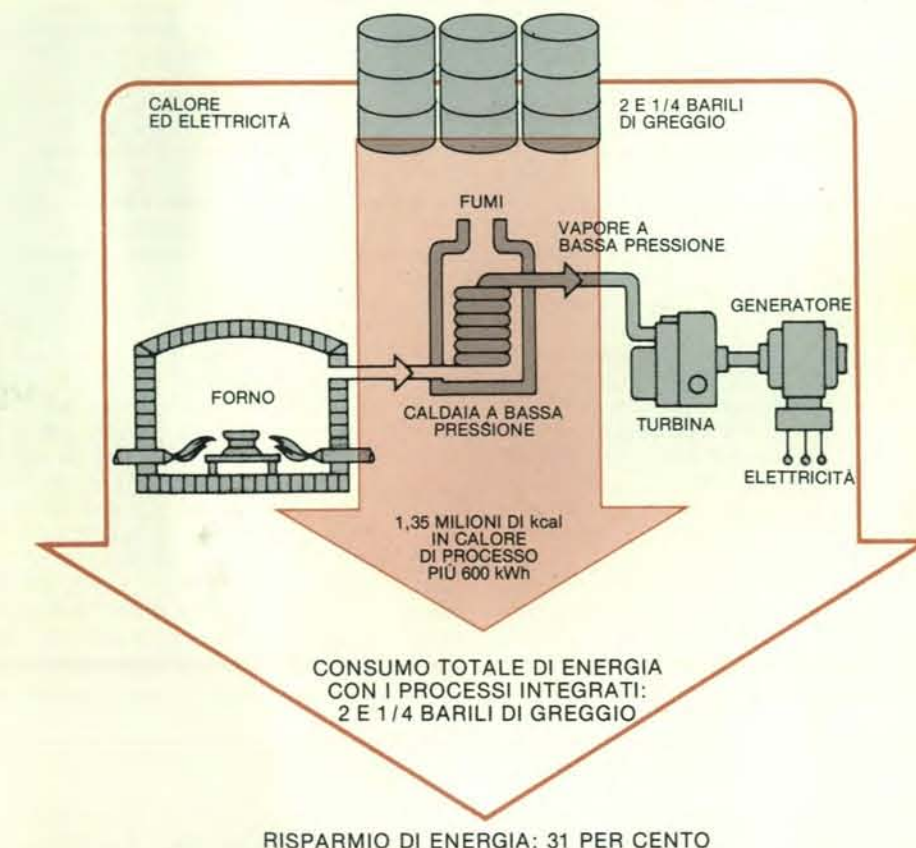 CALORE
ED ELETTRICITÀ
2 E 1/4 BARILI
DI GREGGIO
FUMI
VAPORE A
BASSA PRESSIONE
GENERATORE
FORNO
CALDAIA A BASSA
PRESSIONE
TURBINA
ELETTRICITÀ
1,35 MILIONI DI kcal
IN CALORE
DI PROCESSO
PIÚ 600 kWh
CONSUMO TOTALE DI ENERGIA
CON I PROCESSI INTEGRATI:
2 E 1/4 BARILI DI GREGGIO
RISPARMIO DI ENERGIA: 31 PER CENTO